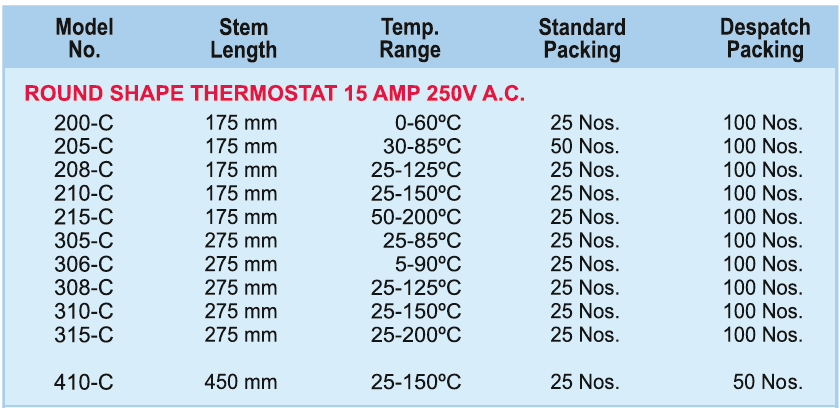 Model No. Stem Length Temp. Range Standard Packing Despatch Packing
ROUND SHAPE THERMOSTAT 15 AMP 250V A.C.
200-C 175 mm 0-60ºC 25 Nos. 100 Nos.
205-C 175 mm 30-85ºC 50 Nos. 100 Nos.
208-C 175 mm 25-125ºC 25 Nos. 100 Nos.
210-C 175 mm 25-150ºC 25 Nos. 100 Nos.
215-C 175 mm 50-200ºC 25 Nos. 100 Nos.
305-C 275 mm 25-85ºC 25 Nos. 100 Nos.
306-C 275 mm 5-90ºC 25 Nos. 100 Nos.
308-C 275 mm 25-125ºC 25 Nos. 100 Nos.
310-C 275 mm 25-150ºC 25 Nos. 100 Nos.
315-C 275 mm 25-200ºC 25 Nos. 100 Nos.
410-C 450 mm 25-150ºC 25 Nos. 50 Nos.